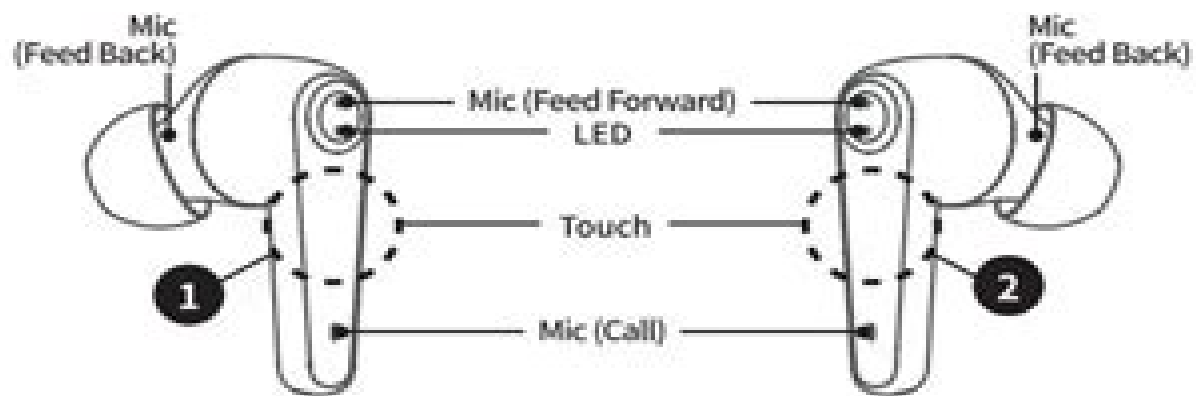 Mic
(Feed Back)
Mic
(Feed Back)
Mic (Feed Forward)
LED
Touch
1
2
Mic (Call)